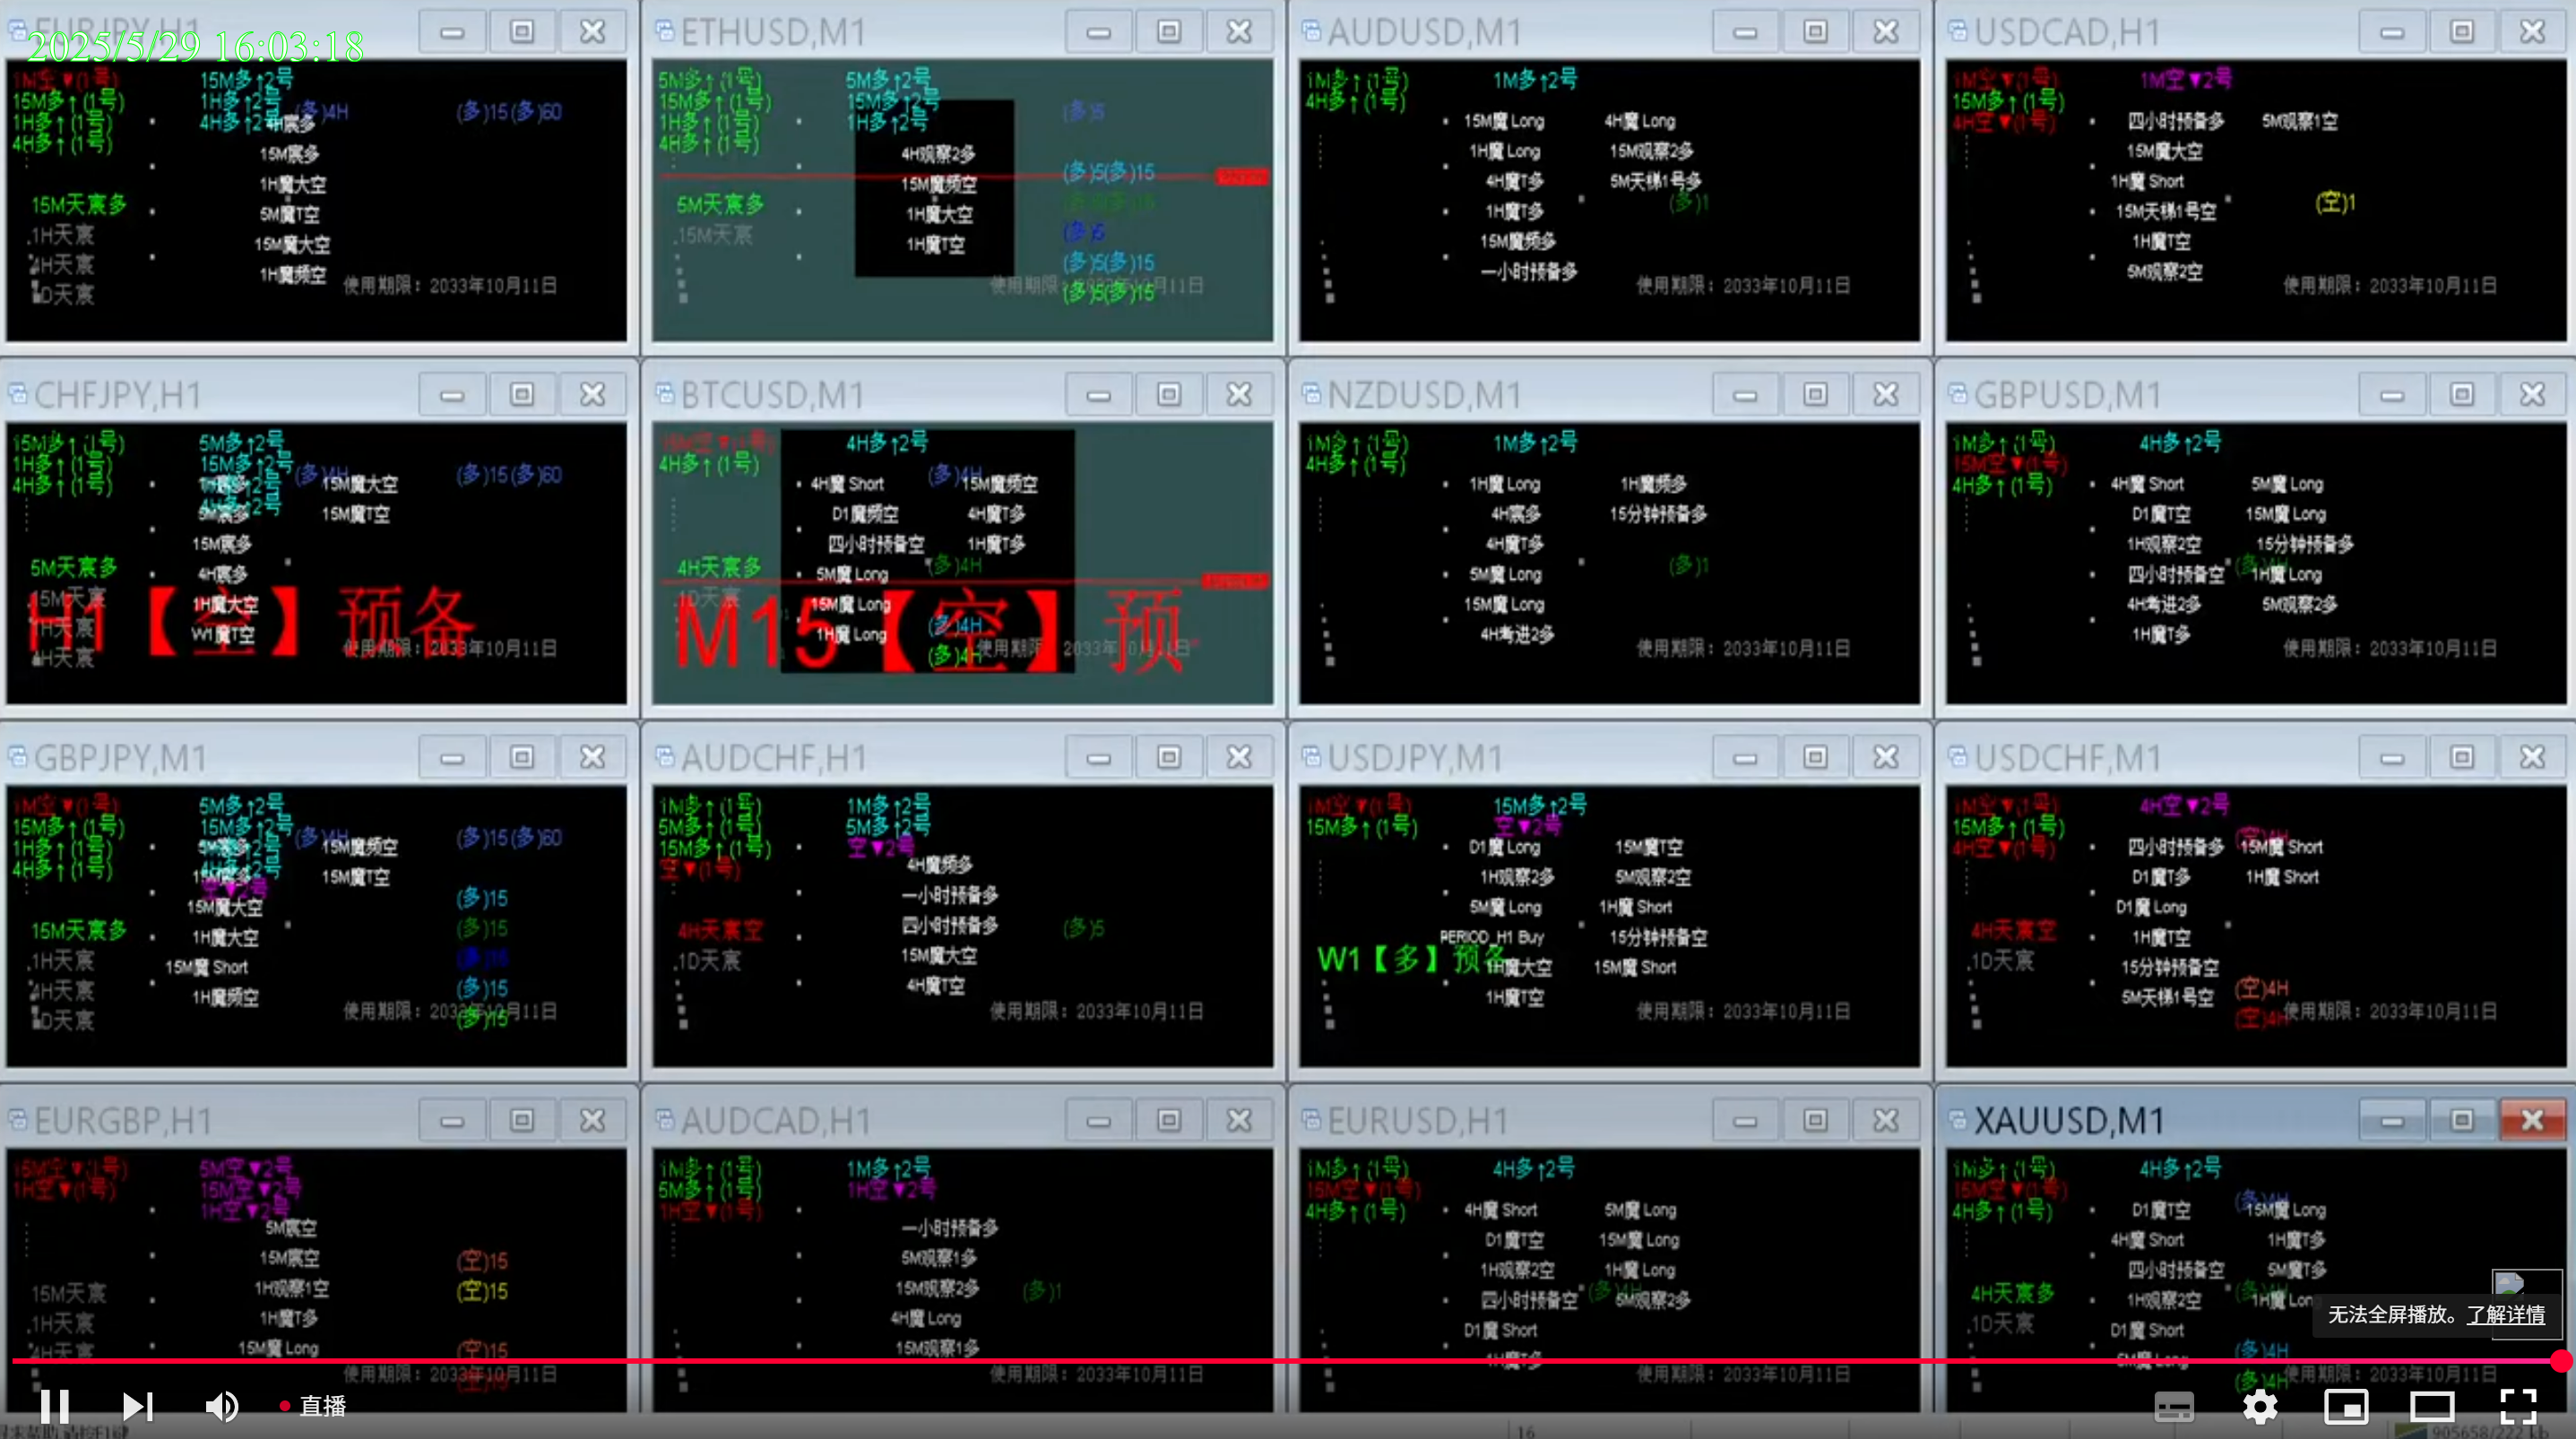 EURJPY,H1
2025/5/29 16:03:18
1M空▼(1号)
15M多↑(1号)
1H多↑(1号)
4H多↑(1号)
15M多↑2号
1H多↑2号
4H多↑2号
(多)4H
(多)15(多)60
4H宸多
15M宸多
1H魔大空
5M魔T空
15M魔大空
1H魔频空
15M天宸多
1H天宸
4H天宸
D天宸
使用期限：2033年10月11日
ETHUSD,M1
5M多↑(1号)
15M多↑(1号)
1H多↑(1号)
4H多↑(1号)
5M多↑2号
15M多↑2号
1H多↑2号
4H观察2多
15M魔频空
1H魔大空
1H魔T空
5M天宸多
15M天宸
(多)5
(多)5(多)15
(多)5
(多)5(多)15
(多)5(多)15
使用期限：2033年10月11日
AUDUSD,M1
1M多↑(1号)
4H多↑(1号)
1M多↑2号
15M魔 Long
4H魔 Long
1H魔 Long
15M观察2多
4H魔T多
5M天梯1号多
1H魔T多
(多)1
15M魔频多
一小时预备多
使用期限：2033年10月11日
USDCAD,H1
1M空▼(1号)
15M多↑(1号)
4H空▼(1号)
1M空▼2号
四小时预备多
5M观察1空
15M魔大空
1H魔 Short
15M天梯1号空
(空)1
1H魔T空
5M观察2空
使用期限：2033年10月11日
CHFJPY,H1
15M多↑(1号)
1H多↑(1号)
4H多↑(1号)
5M多↑2号
15M多↑2号
(多)4H
(多)15(多)60
15M魔大空
15M魔T空
15M宸多
4H宸多
1H魔大空
W1魔T空
5M天宸多
15M天宸
1H天宸
4H天宸
H1【空】预备
使用期限：2033年10月11日
BTCUSD,M1
15M空▼(1号)
4H多↑(1号)
4H多↑2号
4H魔 Short
(多)4H
15M魔频空
D1魔频空
4H魔T多
四小时预备空
1H魔T多
5M魔 Long
(多)4H
15M魔 Long
1H魔 Long
(多)4H
(多)4H
4H天宸多
1D天宸
M15【空】预
使用期限：2033年10月11日
NZDUSD,M1
1M多↑(1号)
4H多↑(1号)
1M多↑2号
1H魔 Long
1H魔频多
4H宸多
15分钟预备多
4H魔T多
5M魔 Long
(多)1
15M魔 Long
4H考进2多
使用期限：2033年10月11日
GBPUSD,M1
1M多↑(1号)
15M空▼(1号)
4H多↑(1号)
4H多↑2号
4H魔 Short
5M魔 Long
D1魔T空
15M魔 Long
1H观察2空
15分钟预备多
四小时预备空
1H魔 Long
4H考进2多
5M观察2多
1H魔T多
使用期限：2033年10月11日
GBPJPY,M1
1M空▼(1号)
15M多↑(1号)
1H多↑(1号)
4H多↑(1号)
5M多↑2号
15M多↑2号
(多)4H
(多)15(多)60
15M魔频空
15M魔T空
空▼2号
15M魔大空
1H魔大空
15M魔 Short
1H魔频空
15M天宸多
1H天宸
4H天宸
D天宸
(多)15
(多)15
(多)15
(多)15
(多)15
使用期限：2033年10月11日
AUDCHF,H1
1M多↑(1号)
5M多↑(1号)
15M多↑(1号)
空▼(1号)
1M多↑2号
5M多↑2号
空▼2号
4H魔频多
一小时预备多
四小时预备多
15M魔大空
4H魔T空
4H天宸空
1D天宸
(多)5
使用期限：2033年10月11日
USDJPY,M1
1M空▼(1号)
15M多↑(1号)
15M多↑2号
空▼2号
D1魔 Long
15M魔T空
1H观察2多
5M观察2空
5M魔 Long
1H魔 Short
PERIOD_H1 Buy
15分钟预备空
W1【多】预备
1H魔大空
15M魔 Short
1H魔T空
使用期限：2033年10月11日
USDCHF,M1
1M空▼(1号)
15M多↑(1号)
4H空▼(1号)
4H空▼2号
(空)4H
四小时预备多
15M魔 Short
D1魔T多
1H魔 Short
D1魔 Long
1H魔T空
15分钟预备空
5M天梯1号空
4H天宸空
1D天宸
(空)4H
(空)4H
使用期限：2033年10月11日
EURGBP,H1
15M空▼(1号)
1H空▼(1号)
5M空▼2号
15M空▼2号
1H空▼2号
5M宸空
15M宸空
1H观察1空
1H魔T多
15M魔 Long
15M天宸
1H天宸
4H天宸
(空)15
(空)15
(空)15
使用期限：2033年10月11日
AUDCAD,H1
1M多↑(1号)
5M多↑(1号)
1H空▼(1号)
1M多↑2号
1H空▼2号
一小时预备多
5M观察1多
15M观察2多
(多)1
4H魔 Long
15M观察1多
使用期限：2033年10月11日
EURUSD,H1
1M多↑(1号)
15M空▼(1号)
4H多↑(1号)
4H多↑2号
4H魔 Short
5M魔 Long
D1魔T空
15M魔 Long
1H观察2空
1H魔 Long
四小时预备空
(多)4H
5M观察2多
D1魔 Short
1H魔T多
使用期限：2033年10月11日
XAUUSD,M1
1M多↑(1号)
15M空▼(1号)
4H多↑(1号)
4H多↑2号
(多)4H
D1魔T空
15M魔 Long
4H魔 Short
1H魔T多
四小时预备空
5M魔T多
1H观察2空
1H魔 Long
D1魔 Short
5M魔 Long
4H天宸多
1D天宸
(多)4H
(多)4H
使用期限：2033年10月11日
无法全屏播放。了解详情
直播
16
905658/222 kb